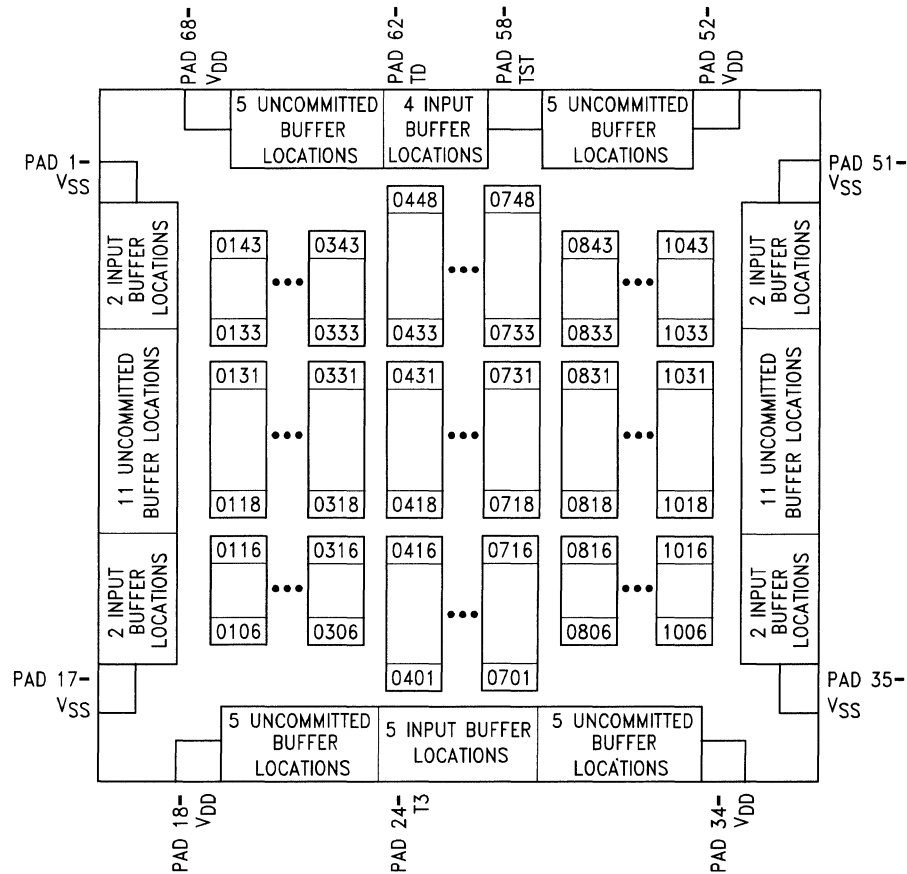 PAD 68-
VDD
PAD 62-
TD
PAD 58-
TST
PAD 52-
VDD
5 UNCOMMITTED
BUFFER
LOCATIONS
4 INPUT
BUFFER
LOCATIONS
5 UNCOMMITTED
BUFFER
LOCATIONS
PAD 1-
VSS
PAD 51-
VSS
2 INPUT
BUFFER
LOCATIONS
11 UNCOMMITTED
BUFFER LOCATIONS
2 INPUT
BUFFER
LOCATIONS
0448 0748
0143 0343 0843 1043
0133 0333 0433 0733 0833 1033
0131 0331 0431 0731 0831 1031
0118 0318 0418 0718 0818 1018
0116 0316 0416 0716 0816 1016
0106 0306 0806 1006
0401 0701
2 INPUT
BUFFER
LOCATIONS
11 UNCOMMITTED
BUFFER LOCATIONS
2 INPUT
BUFFER
LOCATIONS
PAD 17-
VSS
PAD 35-
VSS
5 UNCOMMITTED
BUFFER
LOCATIONS
5 INPUT BUFFER
LOCATIONS
5 UNCOMMITTED
BUFFER
LOCATIONS
PAD 18-
VDD
PAD 24-
T3
PAD 34-
VDD